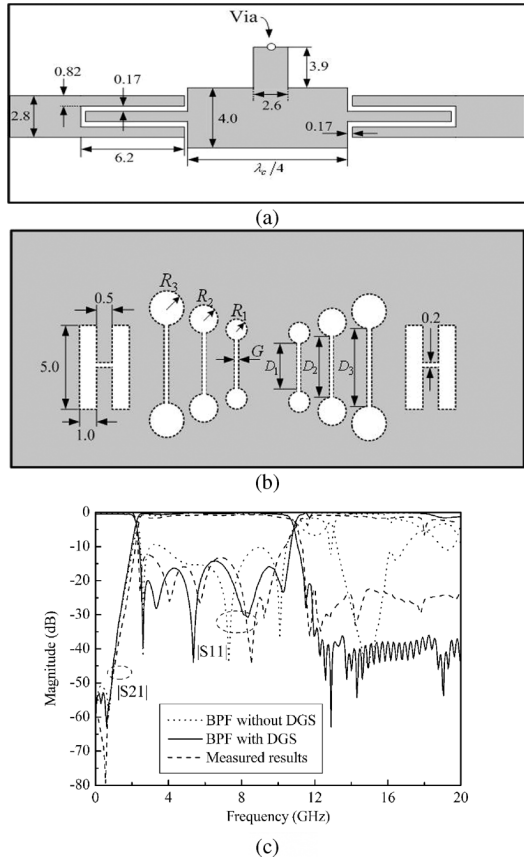 Via
0.82
0.17
3.9
2.8
4.0
2.6
0.17
6.2
λc/4
(a)
R3
R2
R1
0.5
0.2
G
D1
D2
D3
5.0
1.0
(b)
0
-10
-20
-30
-40
-50
-60
-70
-80
Magnitude (dB)
|S11|
|S21|
BPF without DGS
BPF with DGS
Measured results
0 4 8 12 16 20
Frequency (GHz)
(c)